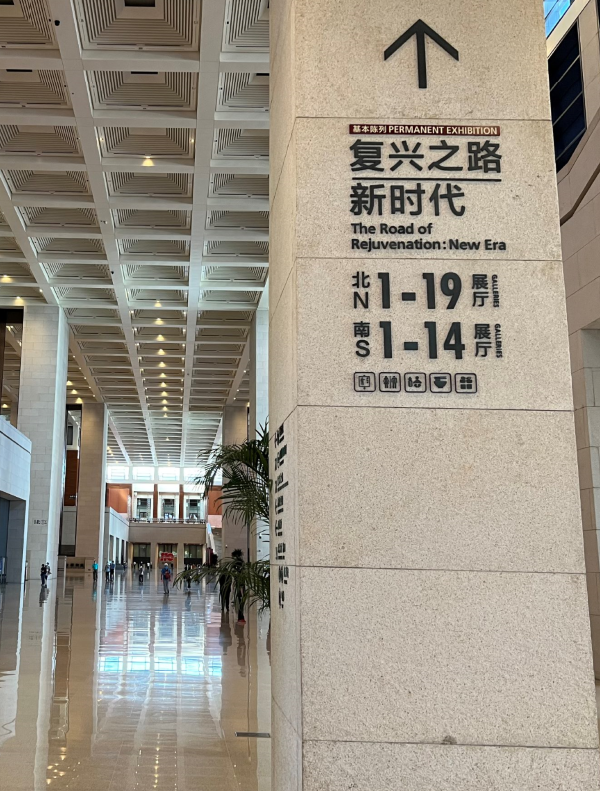 基本陈列 PERMANENT EXHIBITION
复兴之路
新时代
The Road of
Rejuvenation: New Era
北 N 1-19 展厅 GALLERIES
南 S 1-14 展厅 GALLERIES